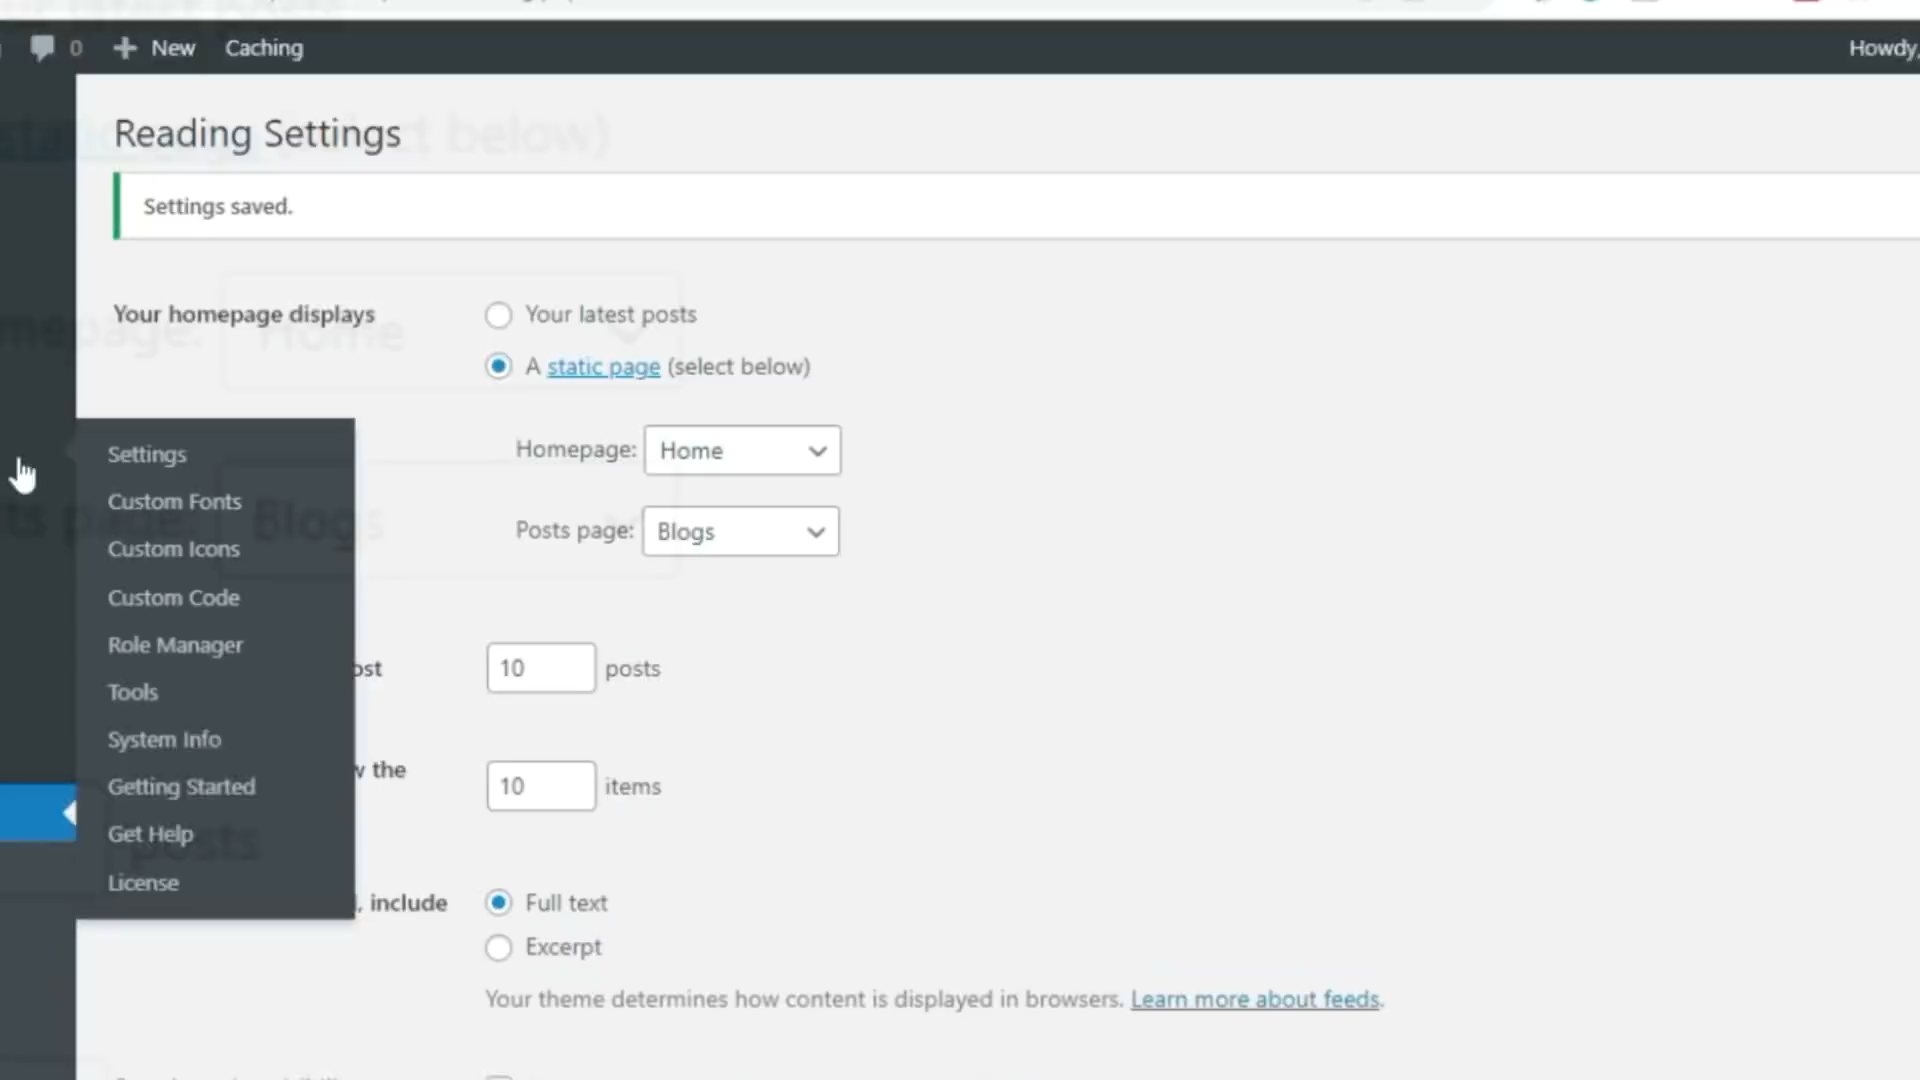 0 New Caching Howdy,
Reading Settings
Settings saved.
Your homepage displays
Your latest posts
A static page (select below)
Homepage: Home
Posts page: Blogs
Settings
Custom Fonts
Custom Icons
Custom Code
Role Manager
Tools
System Info
Getting Started
Get Help
License
ost
10 posts
w the
10 items
, include
Full text
Excerpt
Your theme determines how content is displayed in browsers. Learn more about feeds.